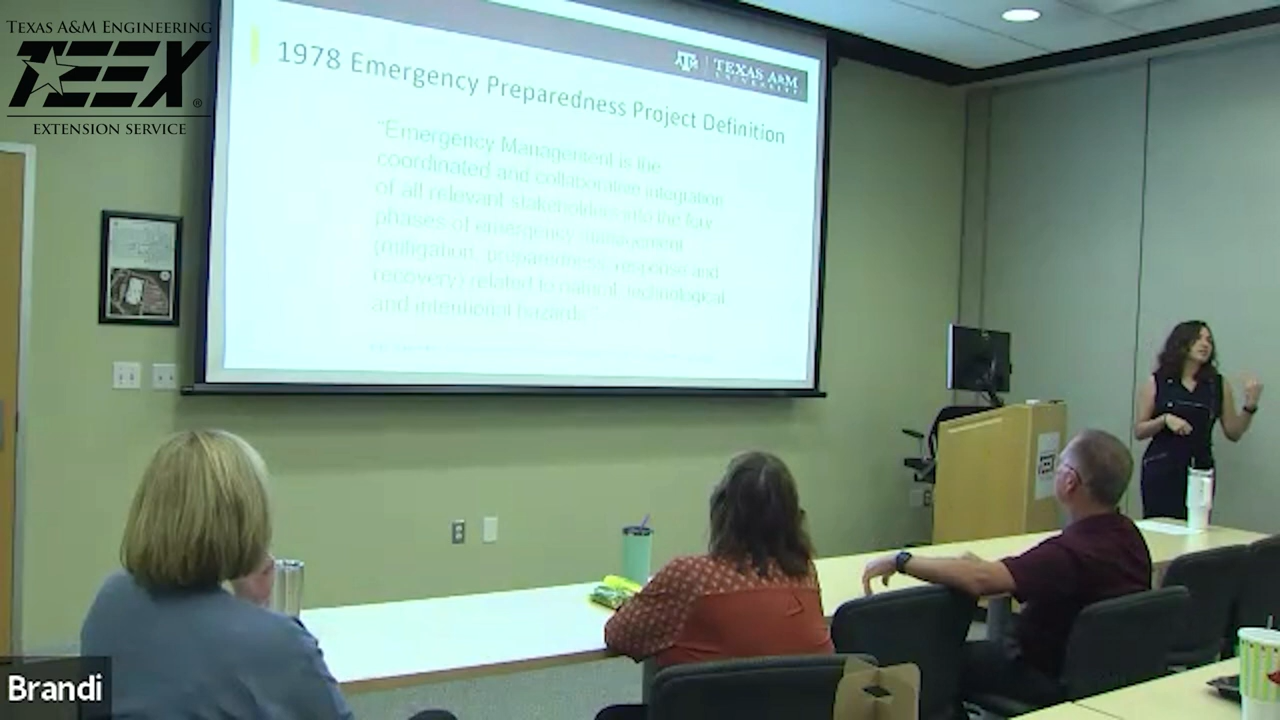 TEXAS A&M ENGINEERING
TEEX®
EXTENSION SERVICE
TEXAS A&M
UNIVERSITY
1978 Emergency Preparedness Project Definition
"Emergency Management is the
coordinated and collaborative integration
of all relevant stakeholders into the four
phases of emergency management
(mitigation, preparedness, response and
recovery) related to natural, technological,
and intentional hazards."
TEEX
Brandi